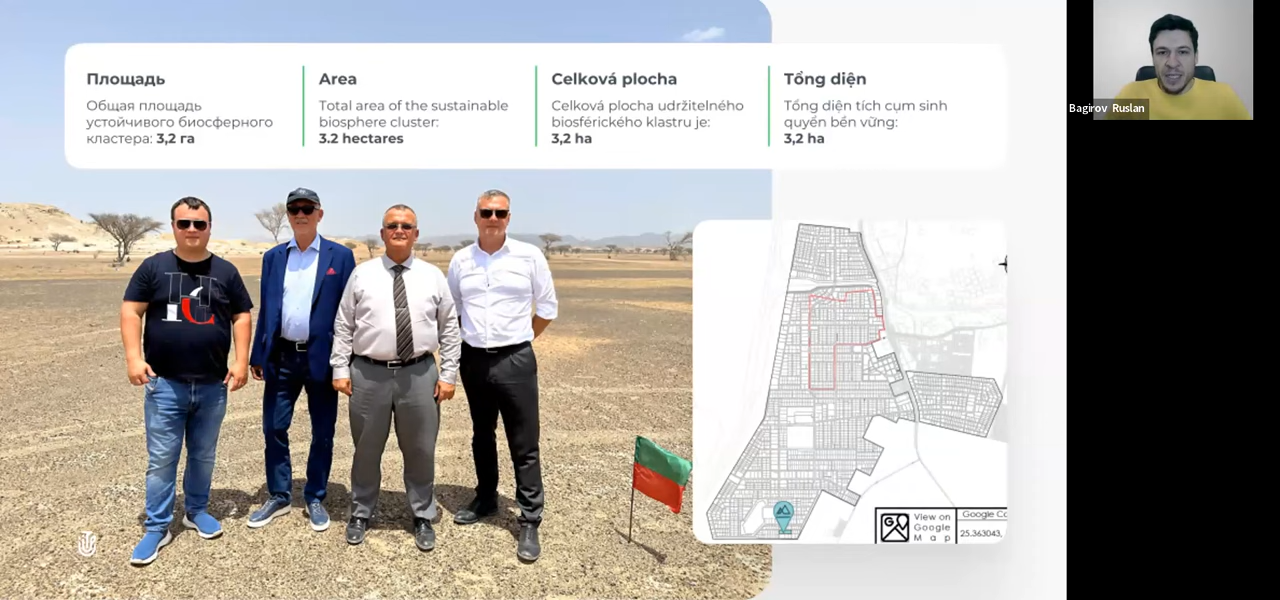 Площадь
Общая площадь
устойчивого биосферного
кластера: 3,2 га
Area
Total area of the sustainable
biosphere cluster:
3.2 hectares
Celková plocha
Celková plocha udržitelného
biosférického klastru je:
3,2 ha
Tổng diện
Tổng diện tích cụm sinh
quyển bền vững:
3,2 ha
Bagirov Ruslan
View on
Google
Map
Google Co
25.363043,